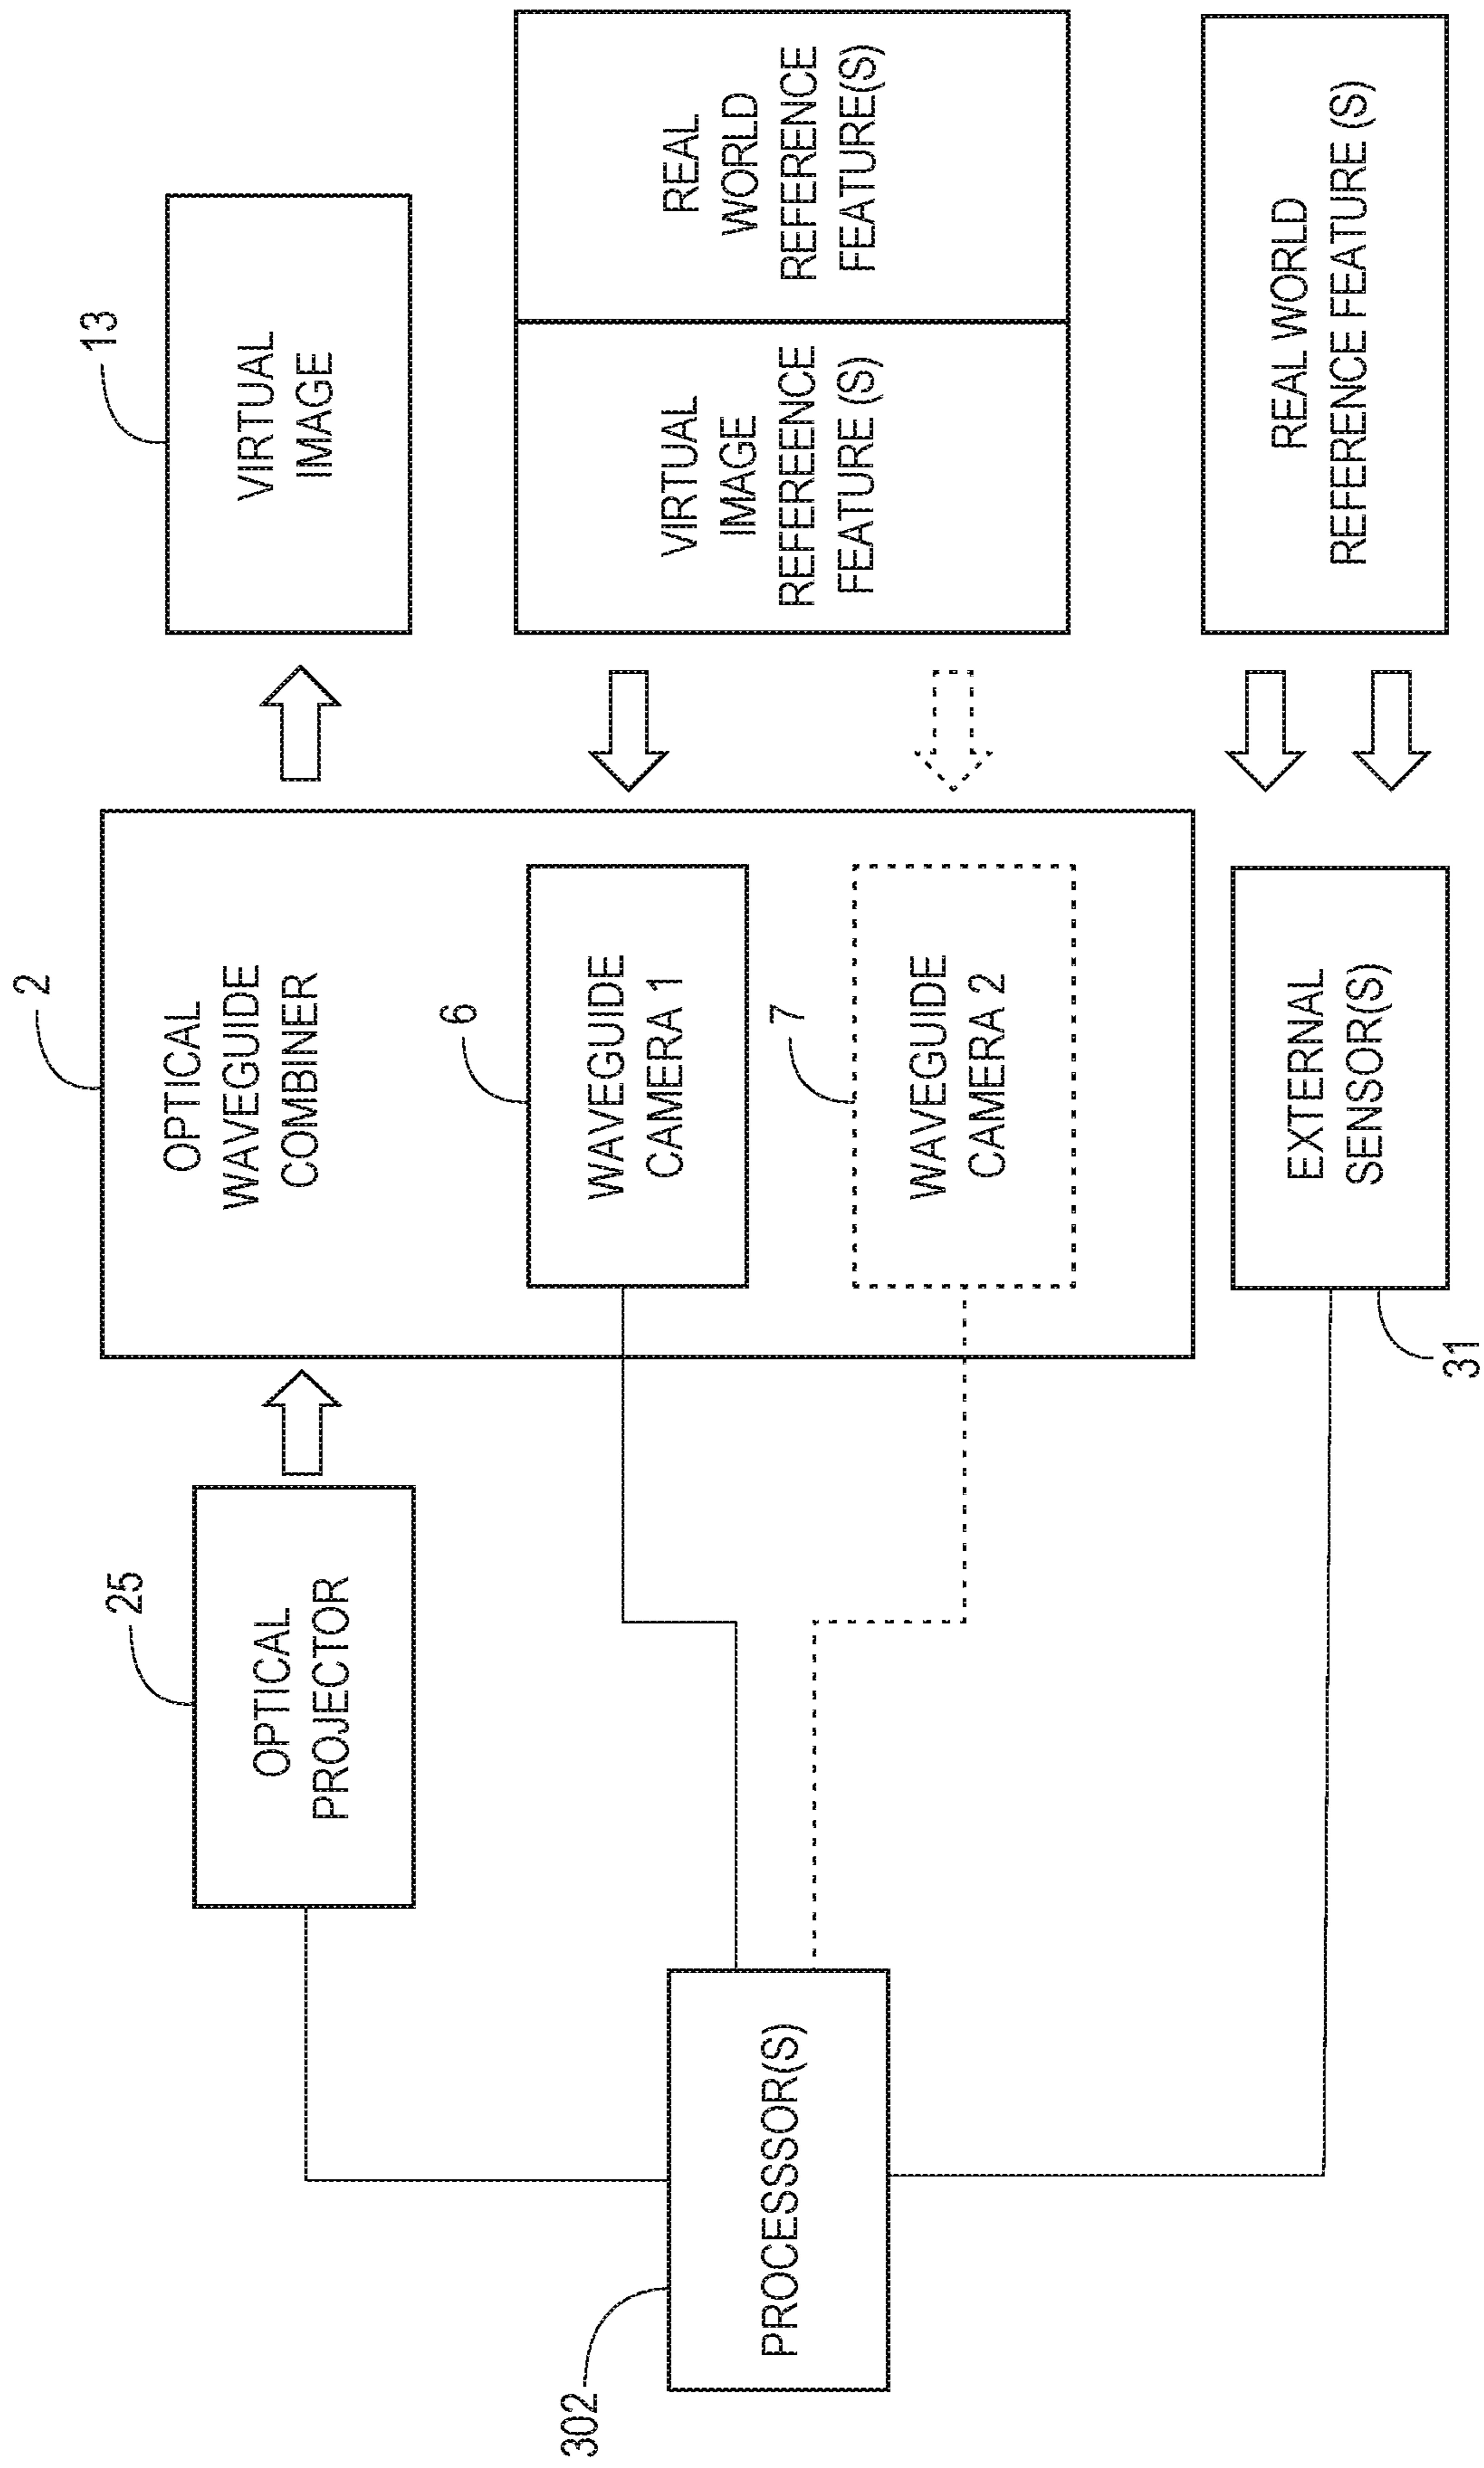 2
OPTICAL
WAVEGUIDE
COMBINER
13
VIRTUAL
IMAGE
25
OPTICAL
PROJECTOR
6
WAVEGUIDE
CAMERA 1
7
WAVEGUIDE
CAMERA 2
VIRTUAL
IMAGE
REFEREENCE
FEATURE (S)
REAL
WORLD
REFERENCE
FEATURE(S)
302
PROCESSSOR(S)
EXTERNAL
SENSOR(S)
31
REAL WORLD
REFERENCE FEATURE (S)